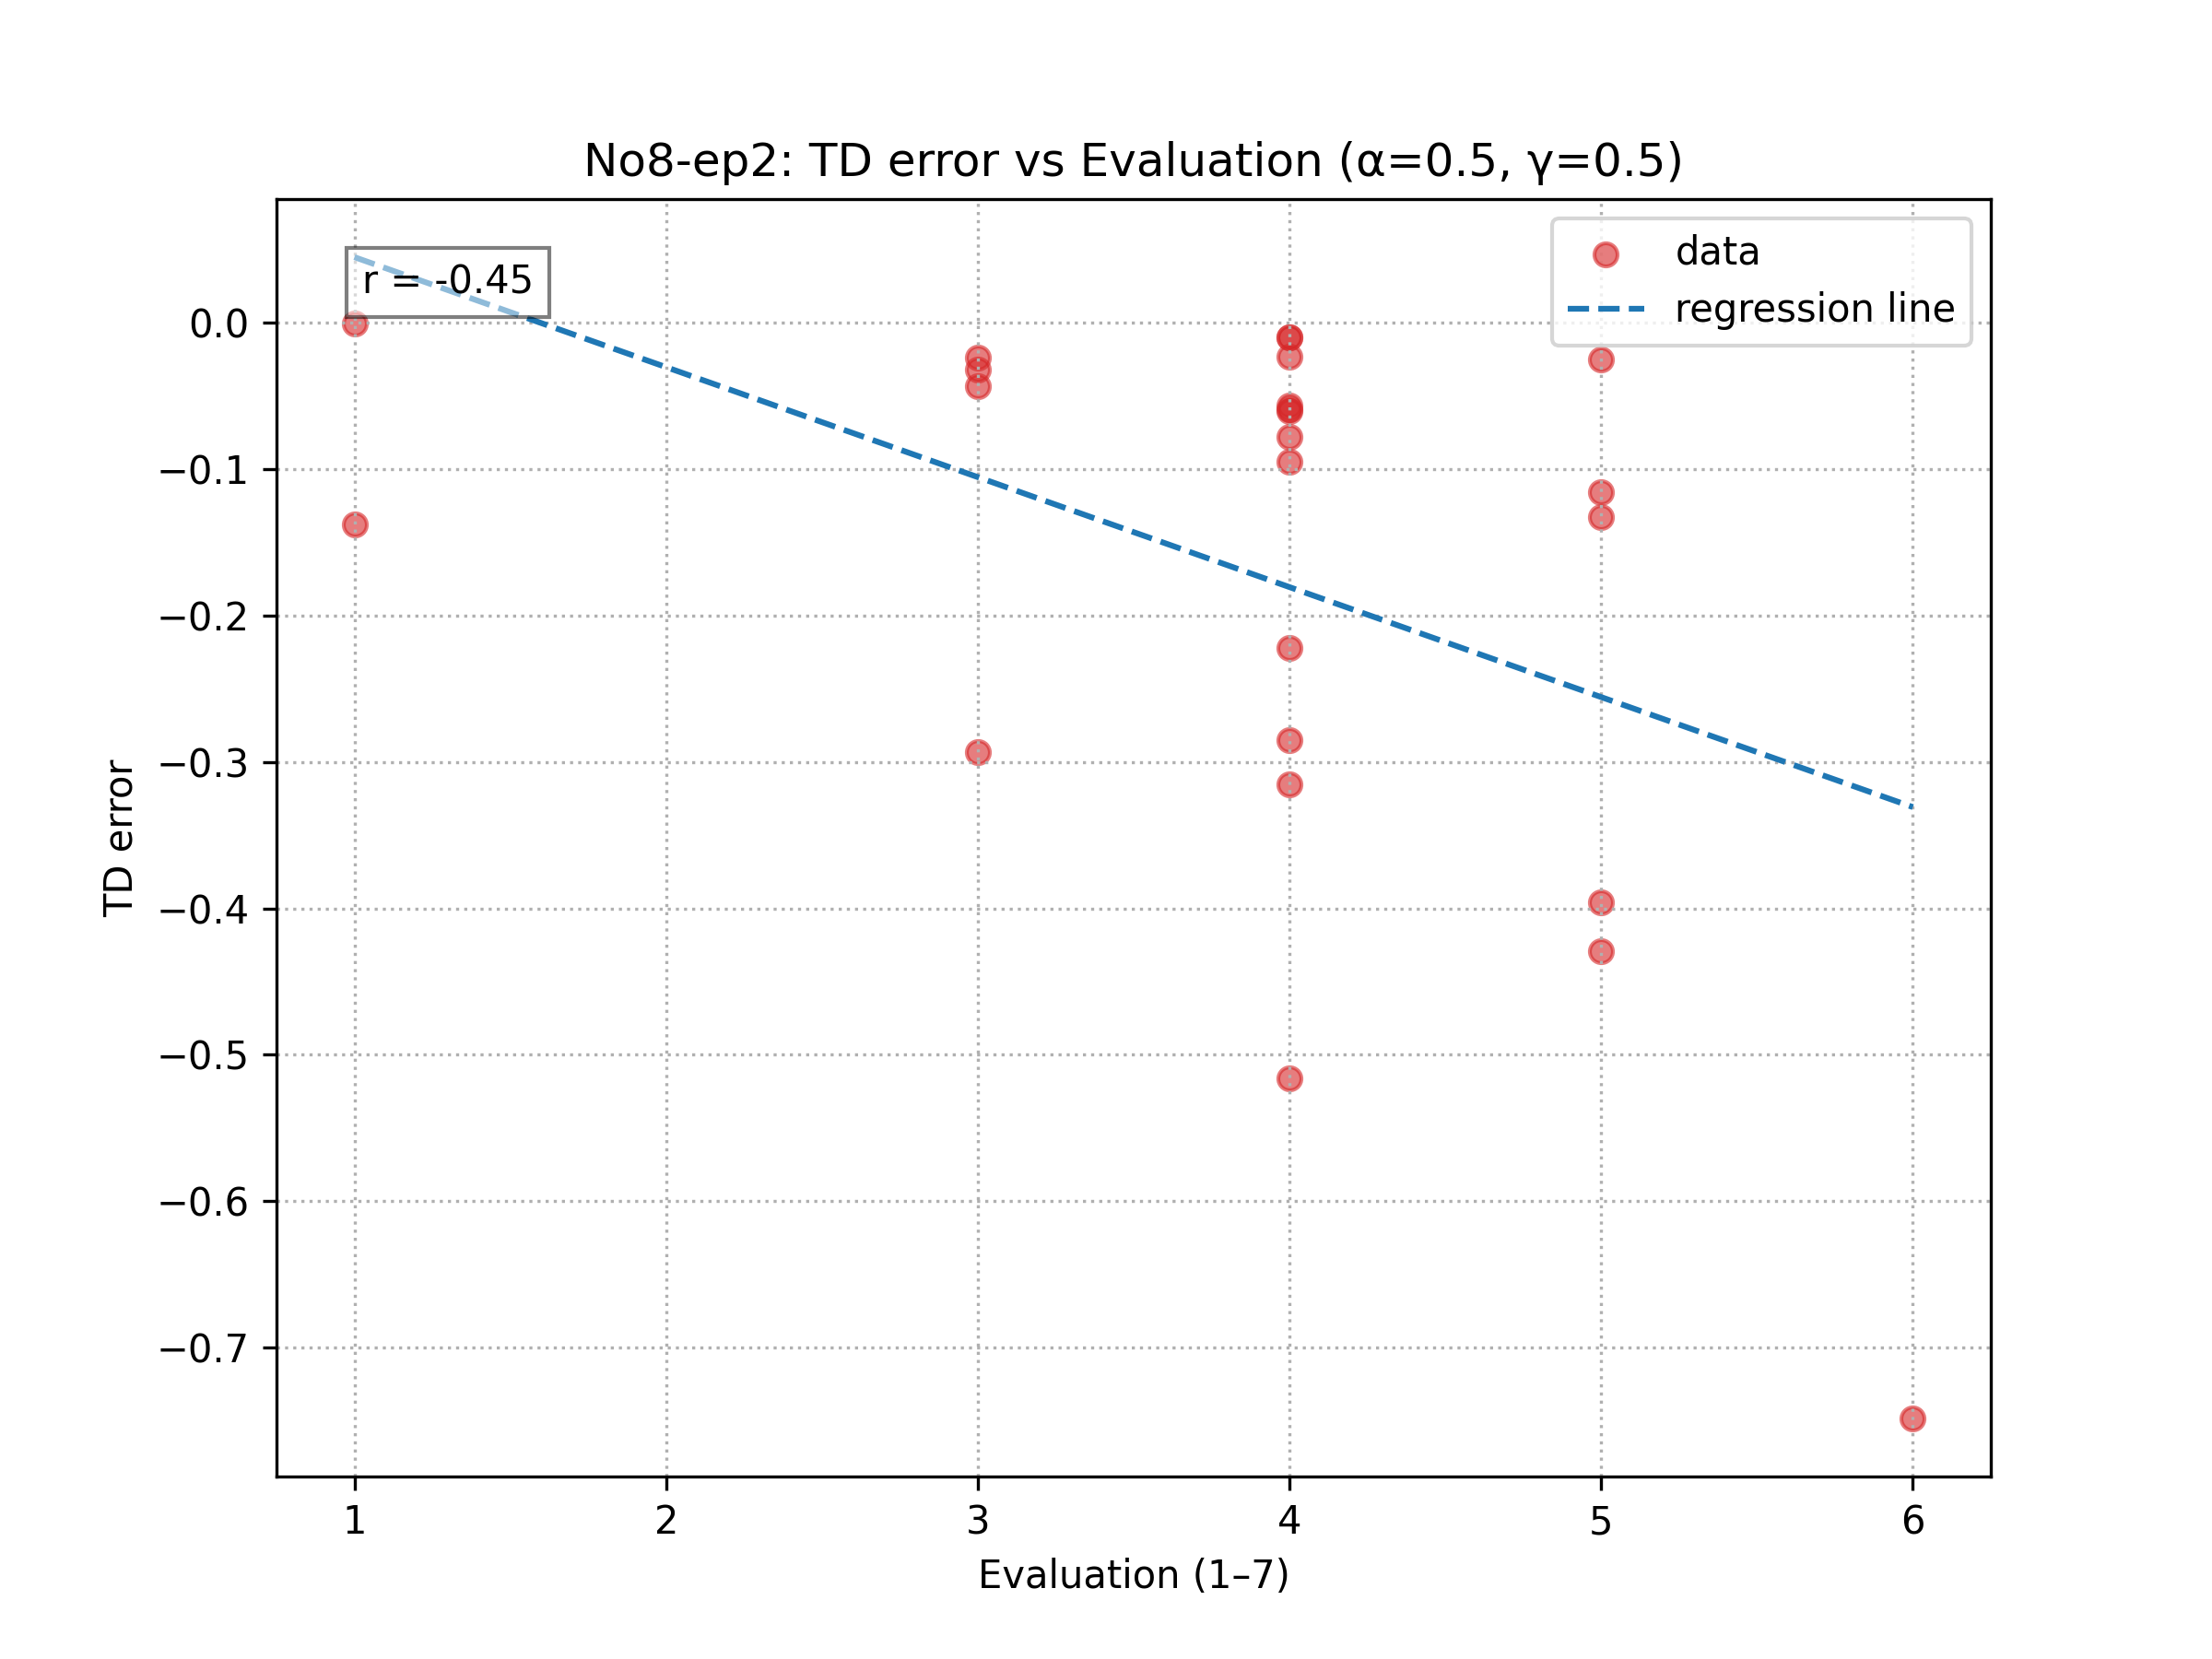 No8-ep2: TD error vs Evaluation (α=0.5, γ=0.5)
r = -0.45
data
regression line
0.0
−0.1
−0.2
−0.3
−0.4
−0.5
−0.6
−0.7
TD error
1 2 3 4 5 6
Evaluation (1–7)